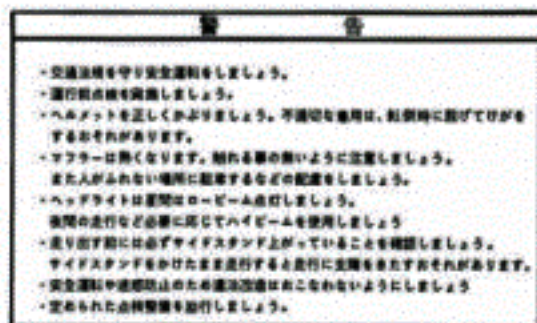 警 告
・交通法規を守り安全運転をしましょう。
・運行前点検を実施しましょう。
・ヘルメットを正しくかぶりましょう。不適切な着用は、転倒時に脱げてけがを
するおそれがあります。
・マフラーは熱くなります。触れる事の無いように注意しましょう。
また人がふれない場所に駐車するなどの配慮をしましょう。
・ヘッドライトは昼間はロービーム点灯しましょう。
夜間の走行など必要に応じてハイビームを使用しましょう
・走り出す前には必ずサイドスタンド上がっていることを確認しましょう。
サイドスタンドをかけたまま走行すると走行に支障をきたすおそれがあります。
・安全運転や迷惑防止のため違法改造はおこなわないようにしましょう
・定められた点検整備を励行しましょう。